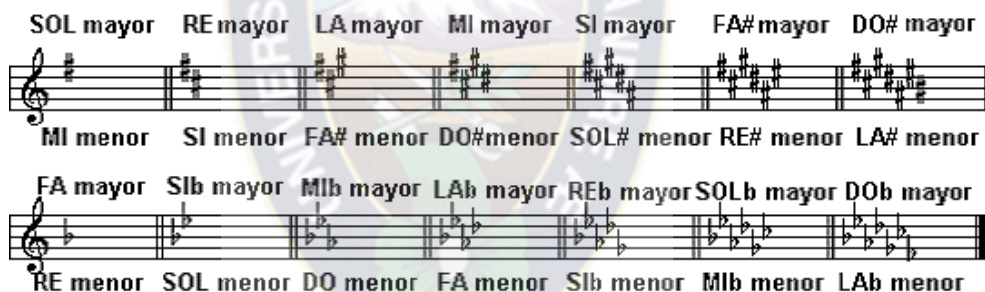 SOL mayor RE mayor LA mayor MI mayor SI mayor FA# mayor DO# mayor
MI menor SI menor FA# menor DO#menor SOL# menor RE# menor LA# menor
FA mayor SIb mayor MIb mayor LAb mayor REb mayor SOLb mayor DOb mayor
RE menor SOL menor DO menor FA menor SIb menor MIb menor LAb menor